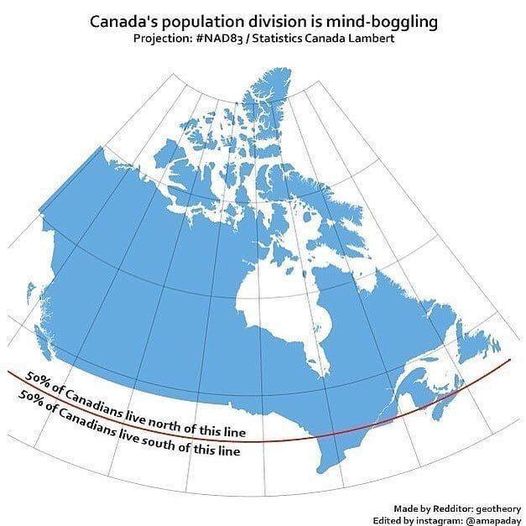 Canada's population division is mind-boggling
Projection: #NAD83 / Statistics Canada Lambert
50% of Canadians live north of this line
50% of Canadians live south of this line
Made by Redditor: geotheory
Edited by instagram: @amapaday